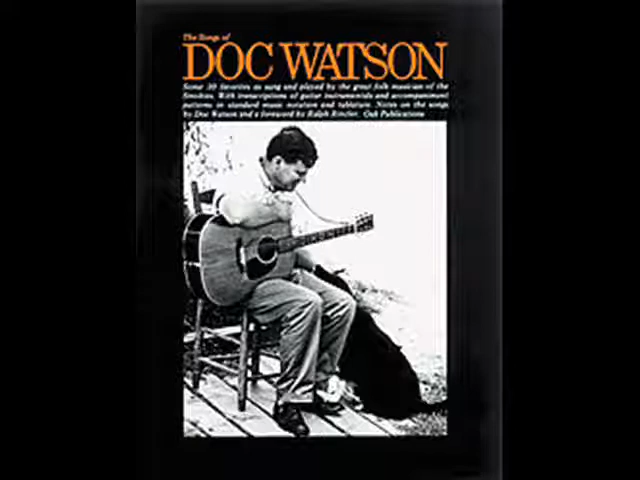 The Songs of
DOC WATSON
Some 30 favorites as sung and played by the great folk musician of the
Smokies. With transcriptions of guitar instrumentals and accompaniment
patterns in standard music notation and tablature. Notes on the songs
by Doc Watson and a foreword by Ralph Rinzler. Oak Publications